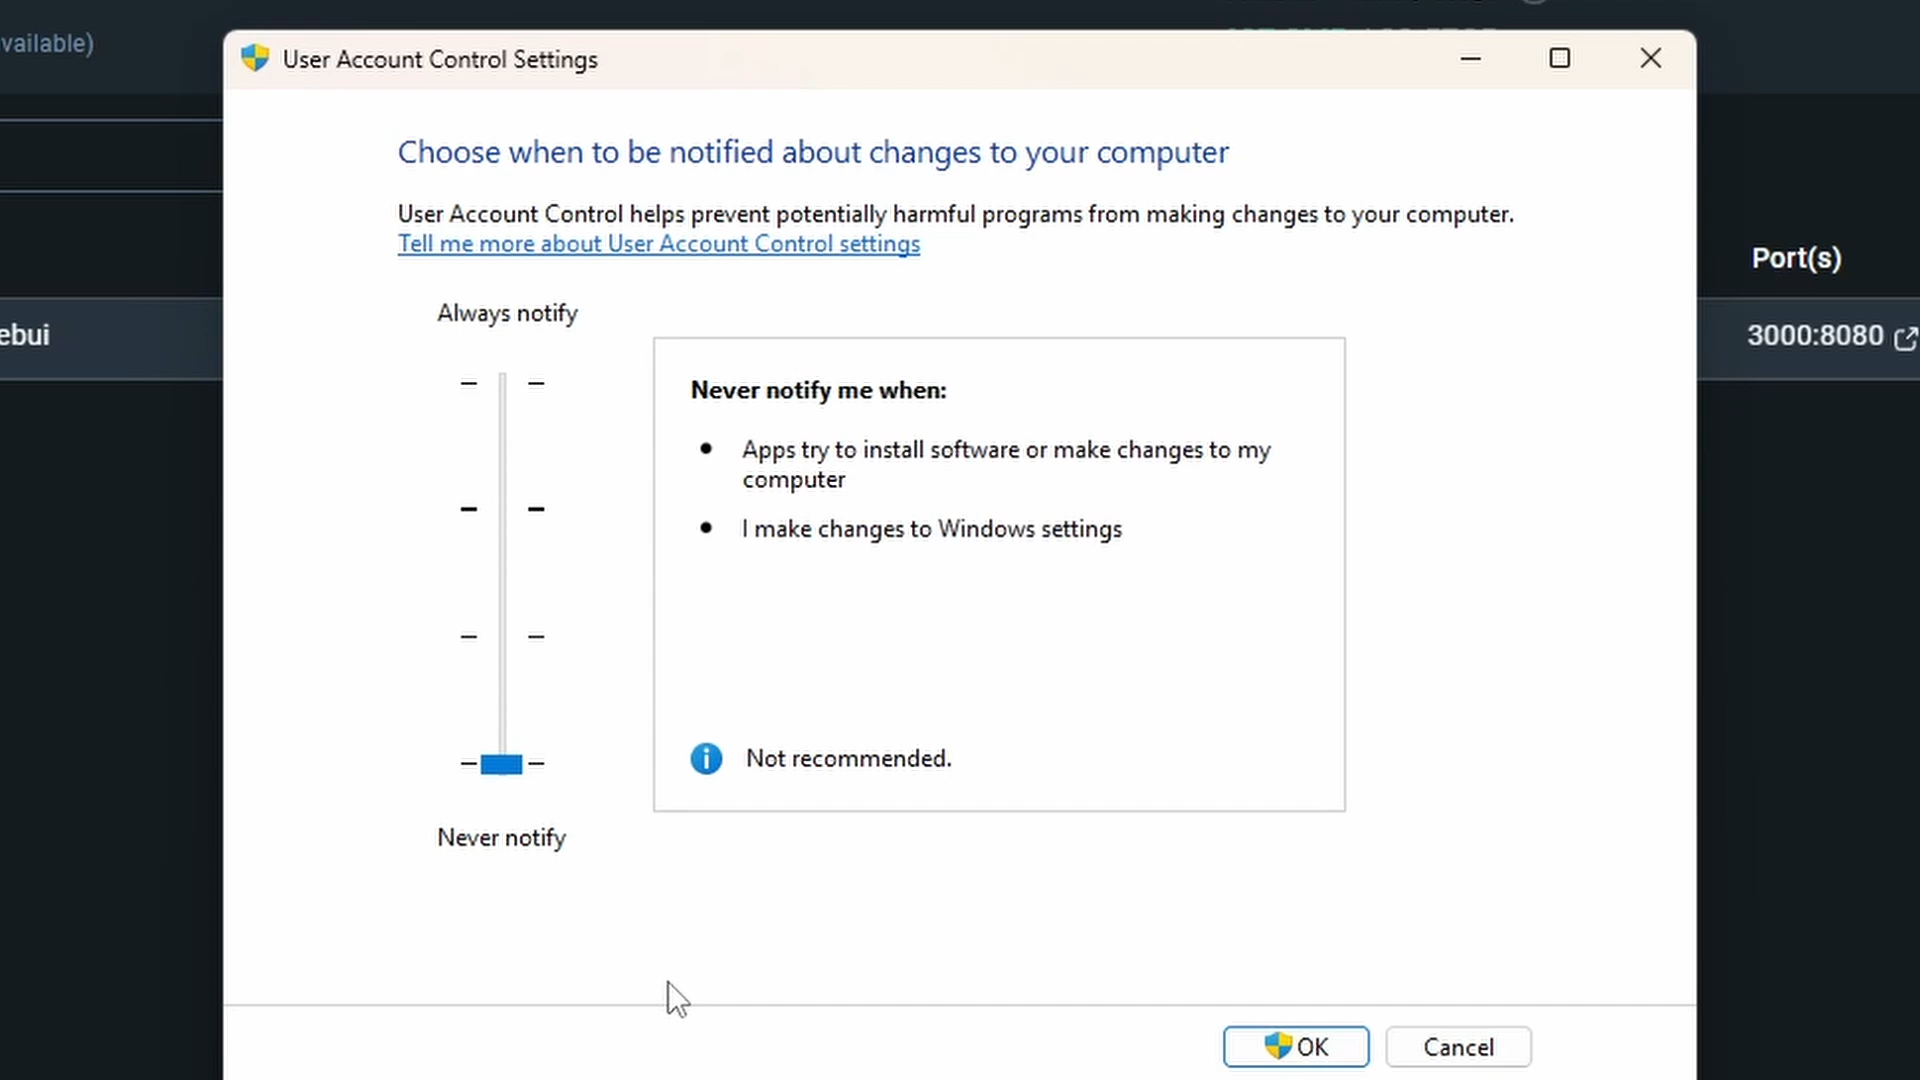 vailable)
User Account Control Settings
Choose when to be notified about changes to your computer
User Account Control helps prevent potentially harmful programs from making changes to your computer.
Tell me more about User Account Control settings
Port(s)
Always notify
ebui
3000:8080
Never notify me when:
Apps try to install software or make changes to my
computer
I make changes to Windows settings
Not recommended.
Never notify
OK
Cancel